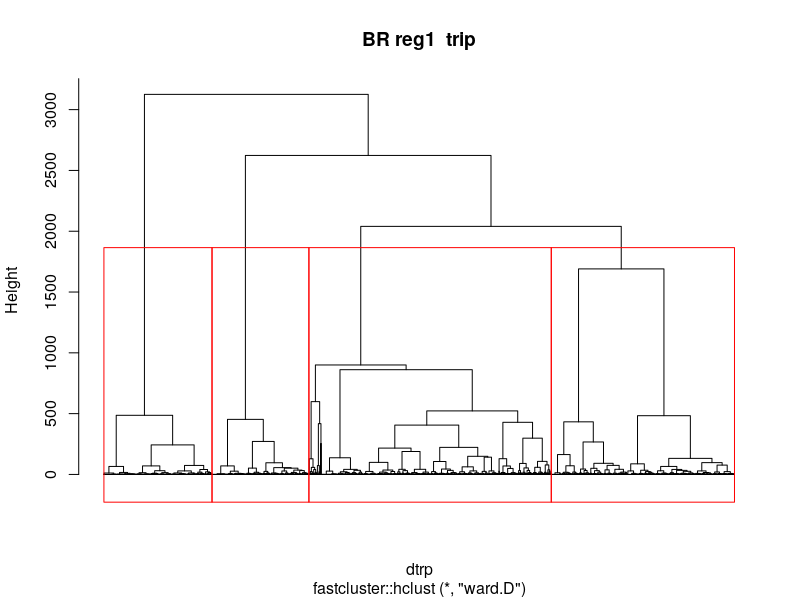 BR reg1  trip
Height
3000
2500
2000
1500
1000
500
0
dtrp
fastcluster::hclust (*, "ward.D")